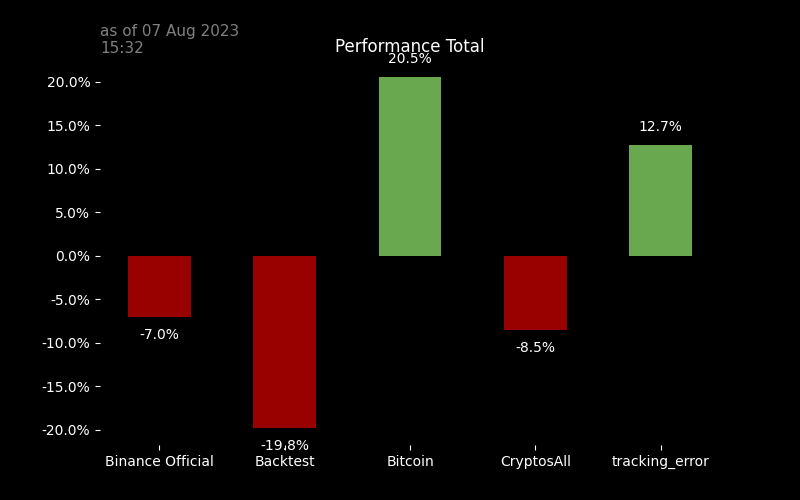 as of 07 Aug 2023
15:32
Performance Total
20.5%
20.0%
15.0%
12.7%
10.0%
5.0%
0.0%
-5.0%
-7.0%
-10.0%
-8.5%
-15.0%
-20.0%
-19.8%
Binance Official
Backtest
Bitcoin
CryptosAll
tracking_error